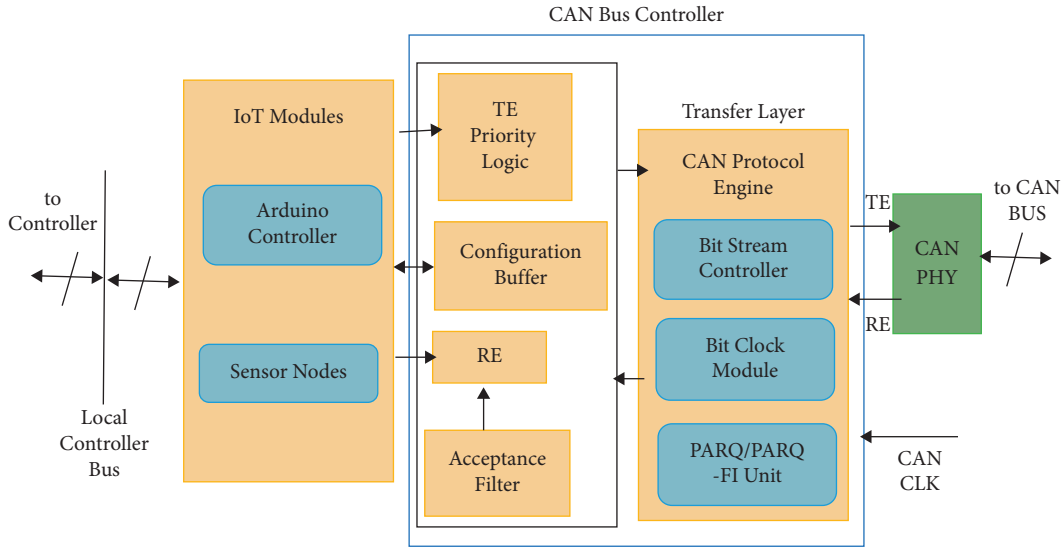 CAN Bus Controller
to
Controller
Local
Controller
Bus
IoT Modules
Arduino
Controller
Sensor Nodes
TE
Priority
Logic
Configuration
Buffer
RE
Acceptance
Filter
Transfer Layer
CAN Protocol
Engine
Bit Stream
Controller
Bit Clock
Module
PARQ/PARQ
-FI Unit
TE
RE
CAN
PHY
to CAN
BUS
CAN
CLK